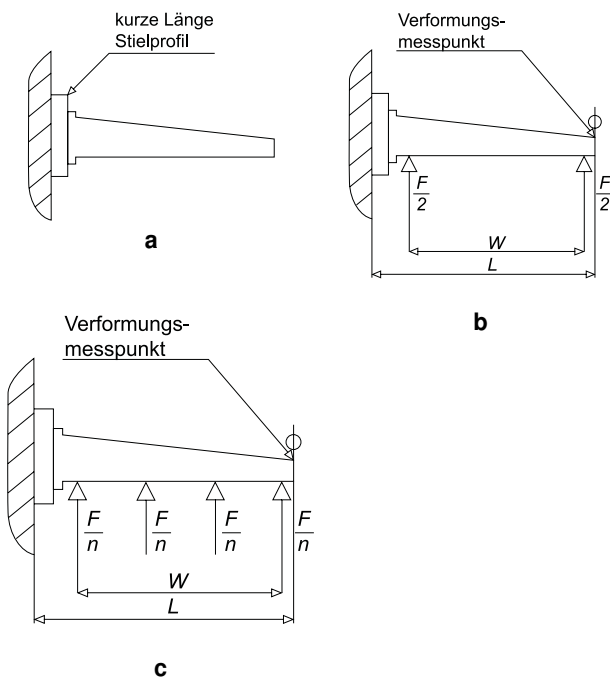 kurze Länge
Stielprofil
a
Verformungs-
messpunkt
F/2
F/2
W
L
b
Verformungs-
messpunkt
F/n
F/n
F/n
F/n
W
L
c